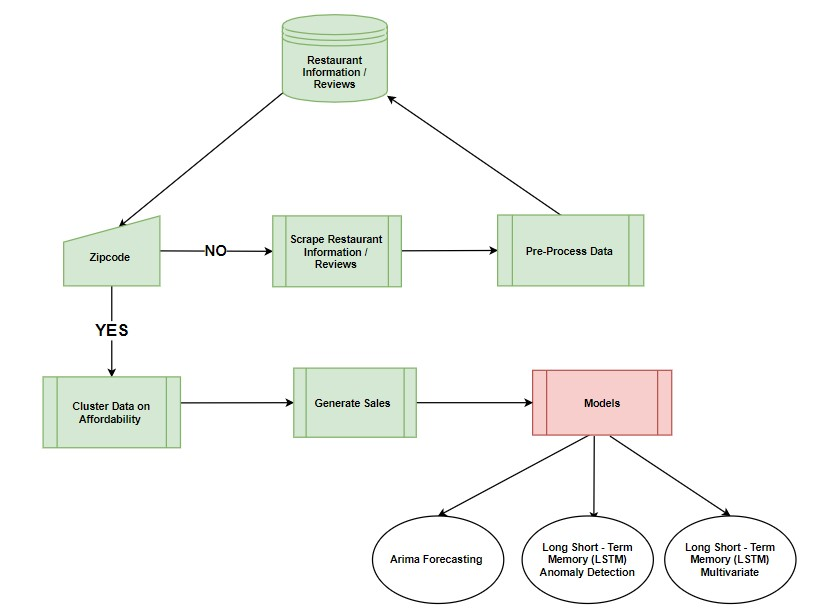 Restaurant
Information /
Reviews
Zipcode
NO
Scrape Restaurant
Information /
Reviews
Pre-Process Data
YES
Cluster Data on
Affordability
Generate Sales
Models
Arima Forecasting
Long Short - Term
Memory (LSTM)
Anomaly Detection
Long Short - Term
Memory (LSTM)
Multivariate